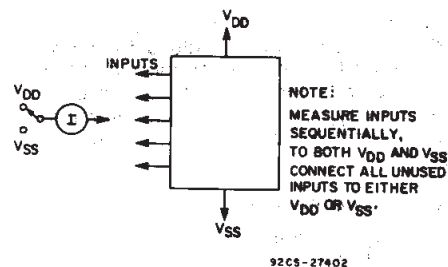 VDD
INPUTS
VDD
I
VSS
NOTE:
MEASURE INPUTS
SEQUENTIALLY,
TO BOTH VDD AND VSS
CONNECT ALL UNUSED
INPUTS TO EITHER
VDD OR VSS.
VSS
92CS-27402